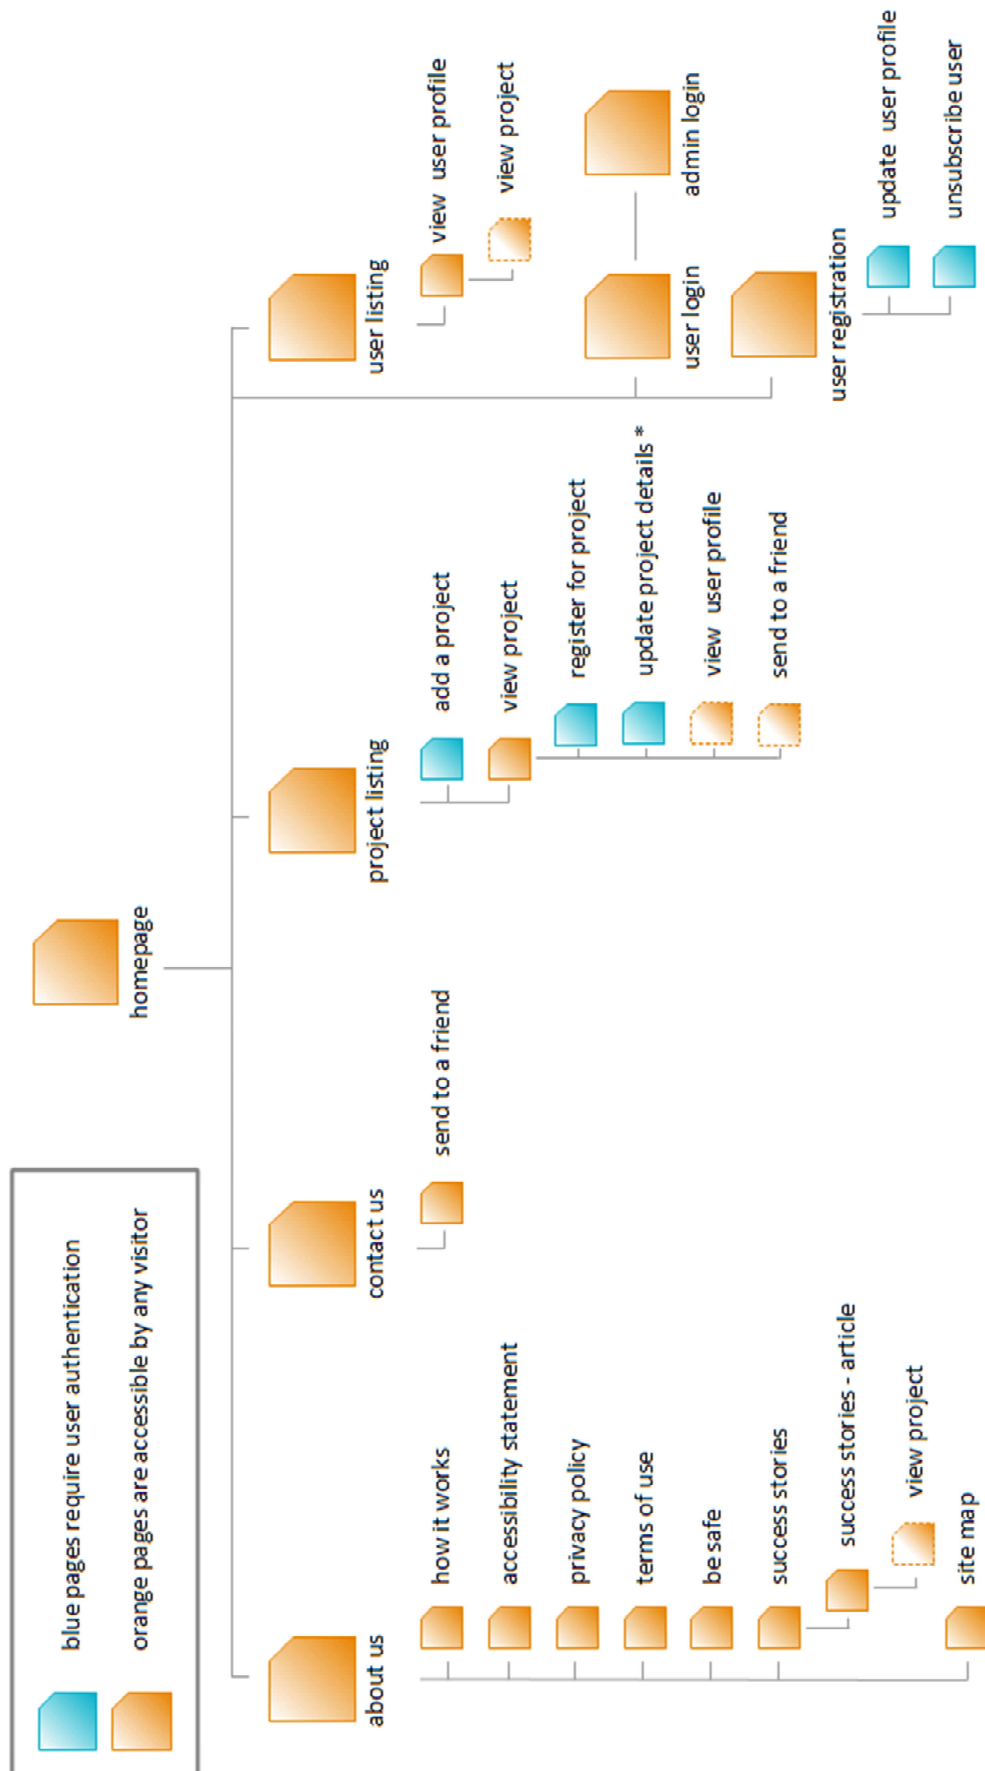 blue pages require user authentication
orange pages are accessible by any visitor
homepage
about us
how it works
accessibility statement
privacy policy
terms of use
be safe
success stories
success stories - article
view project
site map
contact us
send to a friend
project listing
add a project
view project
register for project
update project details *
view user profile
send to a friend
user listing
view user profile
view project
user login
admin login
user registration
update user profile
unsubscribe user